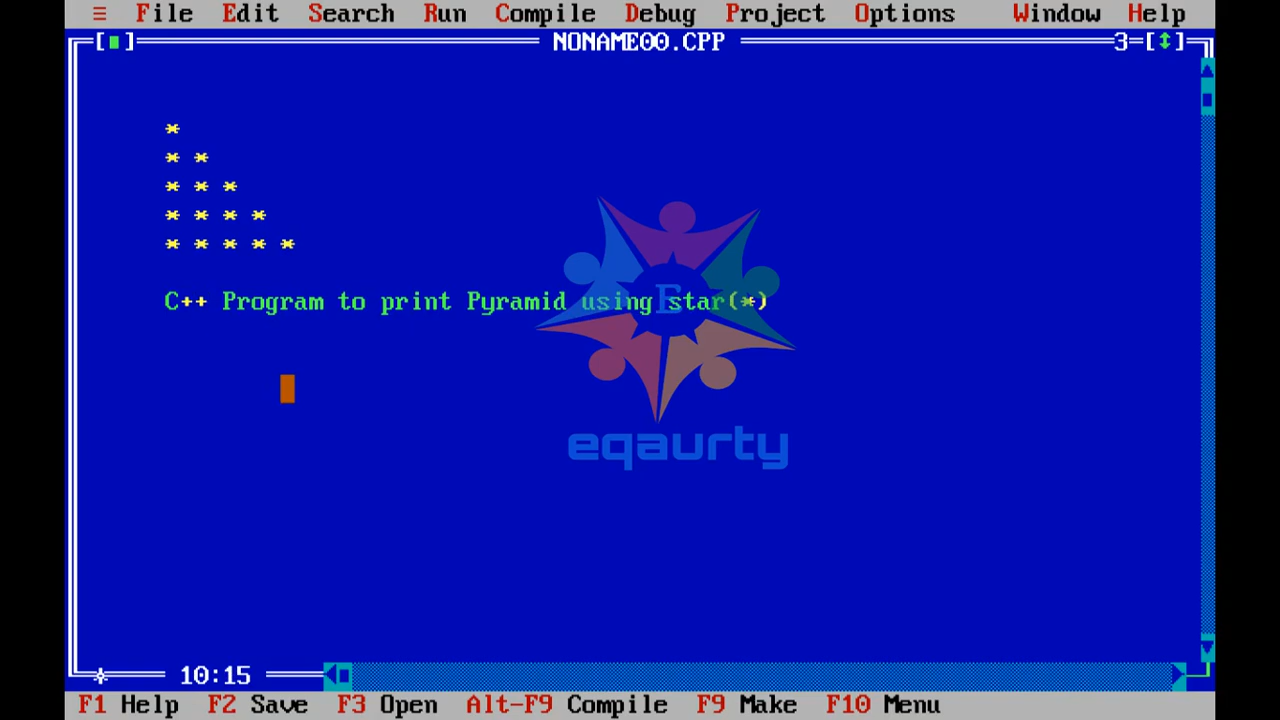 ≡ File Edit Search Run Compile Debug Project Options Window Help
[■] NONAME00.CPP 3=[↕]
*
* *
* * *
* * * *
* * * * *
C++ Program to print Pyramid using star(*)
E
eqaurty
* 10:15
F1 Help F2 Save F3 Open Alt-F9 Compile F9 Make F10 Menu